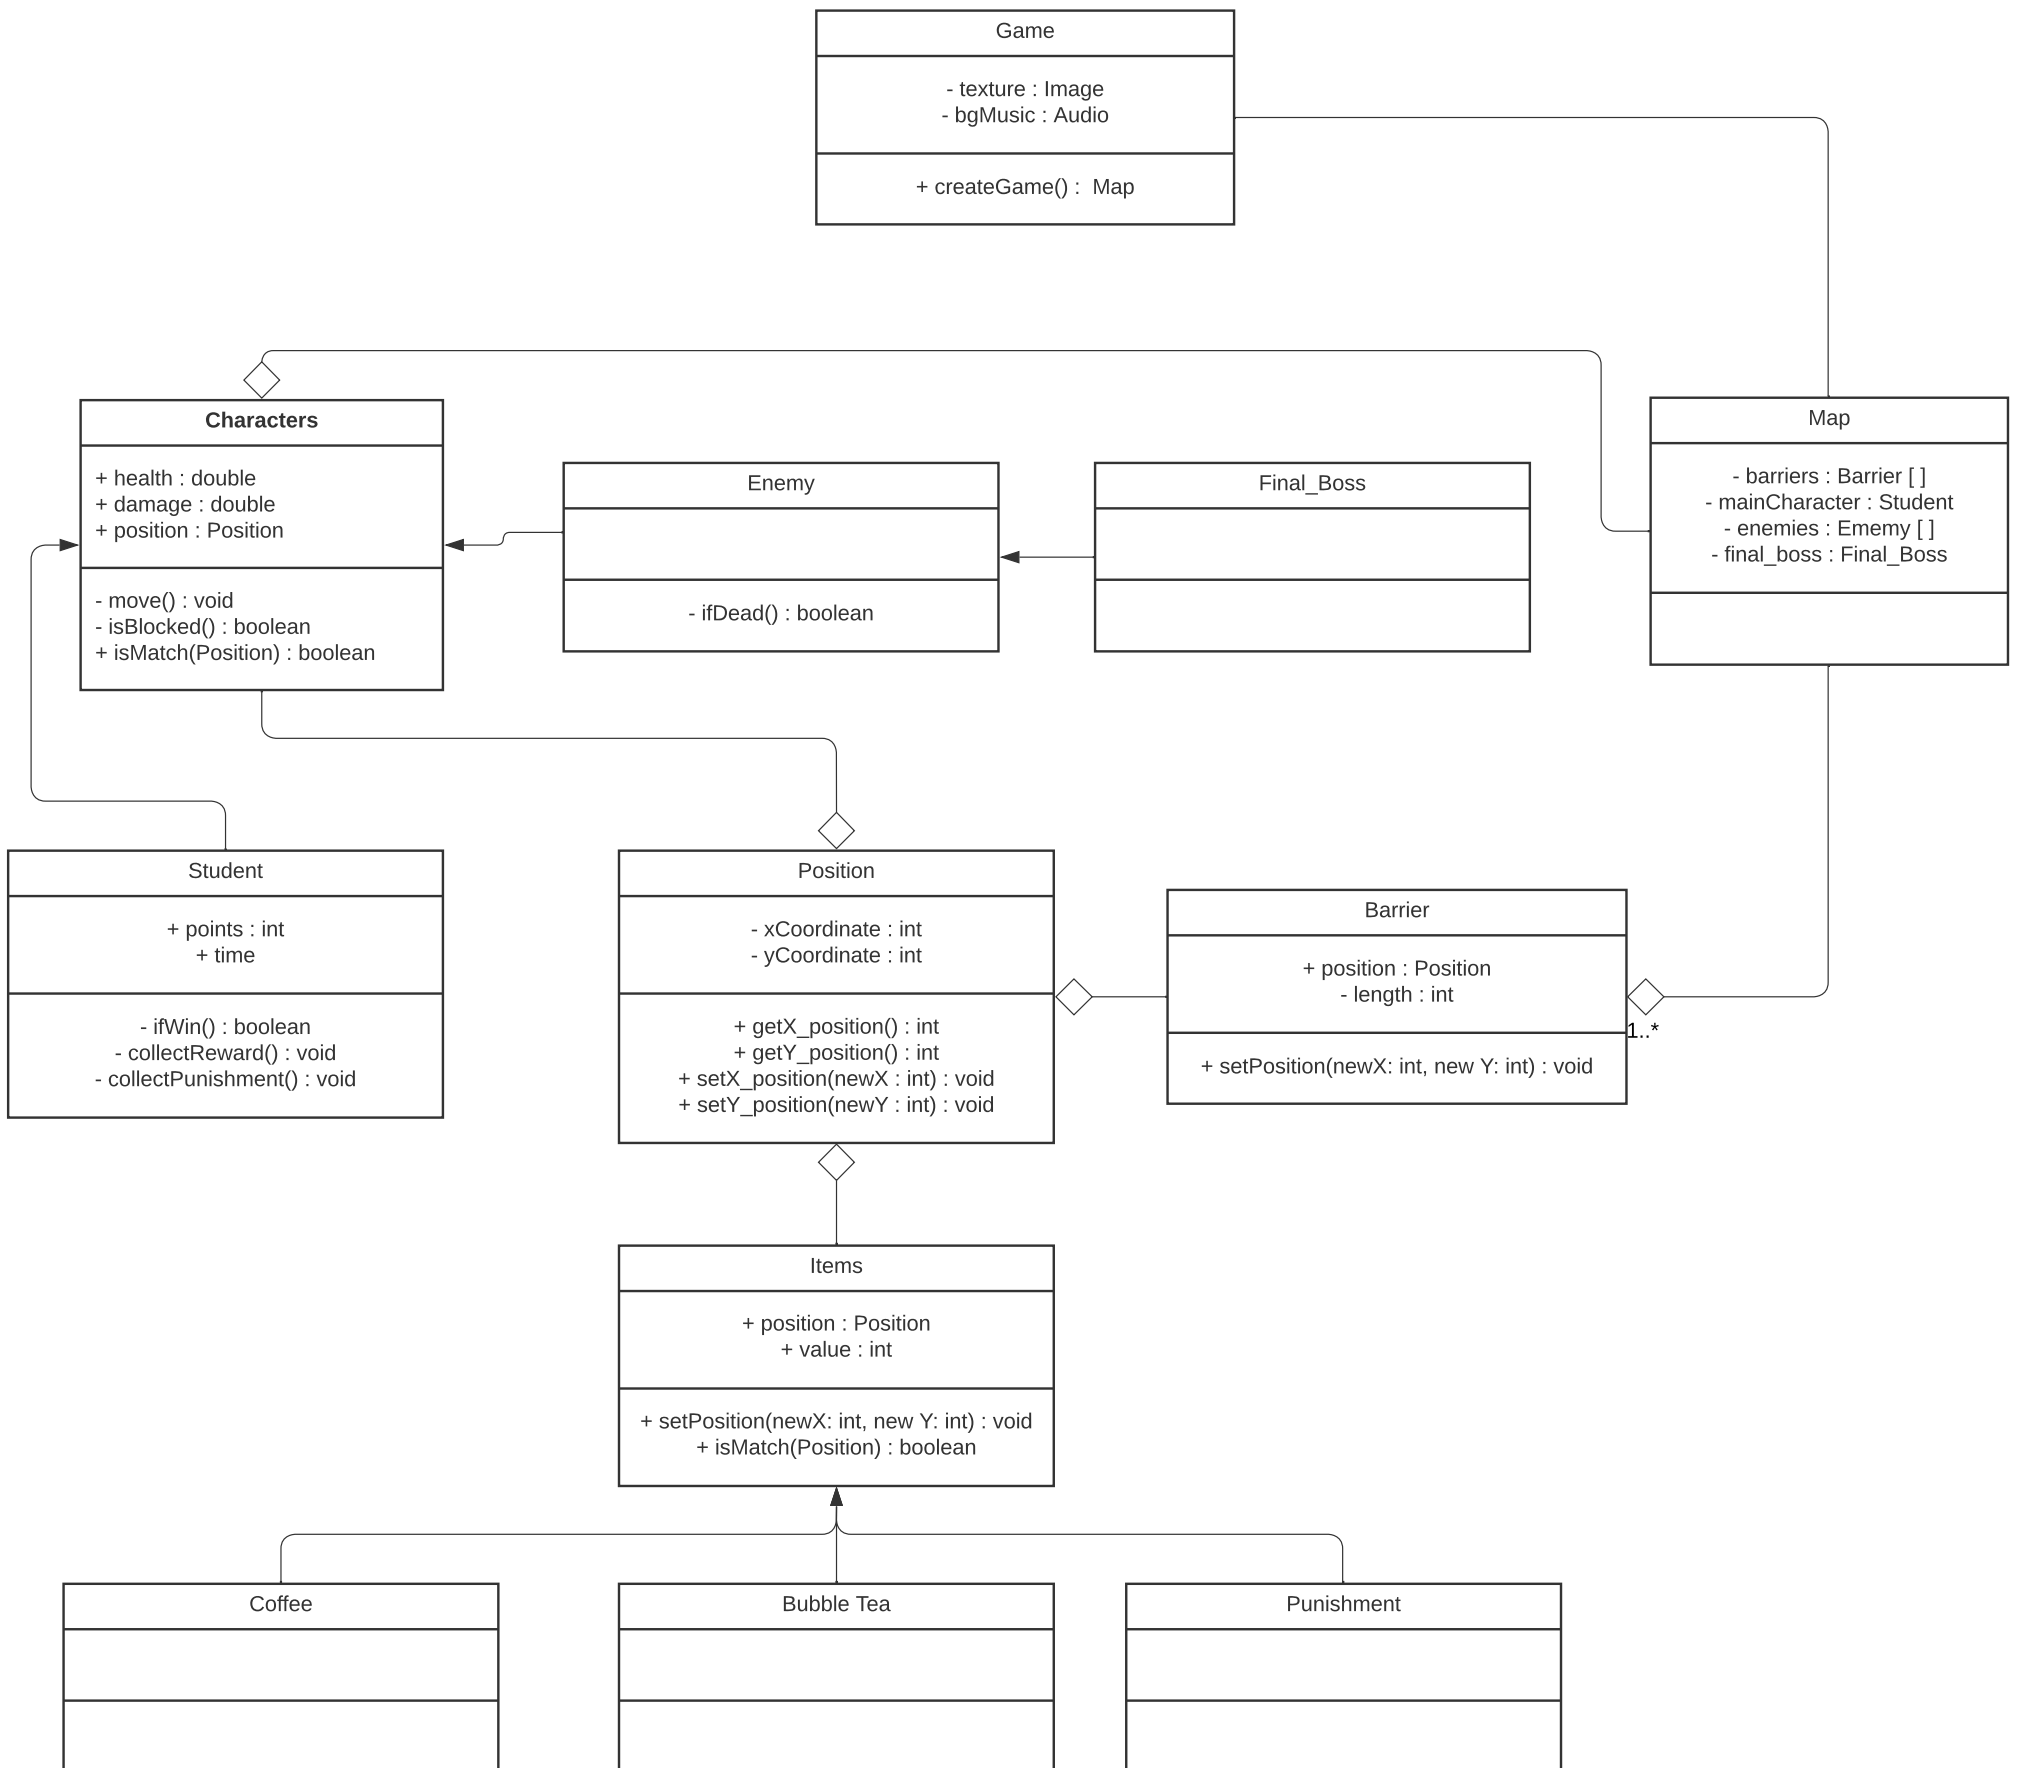 Game
- texture : Image
- bgMusic : Audio
+ createGame() :  Map
Characters
+ health : double
+ damage : double
+ position : Position
- move() : void
- isBlocked() : boolean
+ isMatch(Position) : boolean
Enemy
- ifDead() : boolean
Final_Boss
Map
- barriers : Barrier [ ]
- mainCharacter : Student
- enemies : Ememy [ ]
- final_boss : Final_Boss
Student
+ points : int
+ time
- ifWin() : boolean
- collectReward() : void
- collectPunishment() : void
Position
- xCoordinate : int
- yCoordinate : int
+ getX_position() : int
+ getY_position() : int
+ setX_position(newX : int) : void
+ setY_position(newY : int) : void
Barrier
+ position : Position
- length : int
+ setPosition(newX: int, new Y: int) : void
1..*
Items
+ position : Position
+ value : int
+ setPosition(newX: int, new Y: int) : void
+ isMatch(Position) : boolean
Coffee
Bubble Tea
Punishment